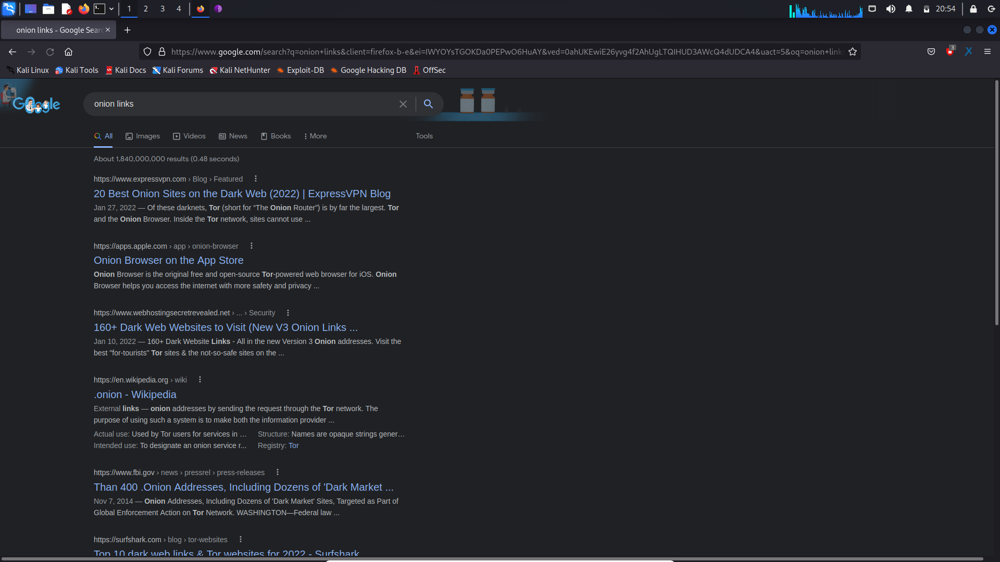 1 2 3 4
20:54
onion links - Google Sear
https://www.google.com/search?q=onion+links&client=firefox-b-e&ei=IWYOYsTGOKDa0PEPwO6HuAY&ved=0ahUKEwiE26yvg4f2AhUgLTQIHUD3AWcQ4dUDCA4&uact=5&oq=onion+link
3
Kali Linux Kali Tools Kali Docs Kali Forums Kali NetHunter Exploit-DB Google Hacking DB OffSec
Google
onion links
All Images Videos News Books More Tools
About 1,840,000,000 results (0.48 seconds)
https://www.expressvpn.com › Blog › Featured
20 Best Onion Sites on the Dark Web (2022) | ExpressVPN Blog
Jan 27, 2022 — Of these darknets, Tor (short for “The Onion Router”) is by far the largest. Tor
and the Onion Browser. Inside the Tor network, sites cannot use ...
https://apps.apple.com › app › onion-browser
Onion Browser on the App Store
Onion Browser is the original free and open-source Tor-powered web browser for iOS. Onion
Browser helps you access the internet with more safety and privacy ...
https://www.webhostingsecretrevealed.net › ... › Security
160+ Dark Web Websites to Visit (New V3 Onion Links ...
Jan 10, 2022 — 160+ Dark Website Links - All in the new Version 3 Onion addresses. Visit the
best "for-tourists" Tor sites & the not-so-safe sites on the ...
https://en.wikipedia.org › wiki
.onion - Wikipedia
External links — onion addresses by sending the request through the Tor network. The
purpose of using such a system is to make both the information provider ...
Actual use: Used by Tor users for services in … Structure: Names are opaque strings gener…
Intended use: To designate an onion service r... Registry: Tor
https://www.fbi.gov › news › pressrel › press-releases
Than 400 .Onion Addresses, Including Dozens of 'Dark Market ...
Nov 7, 2014 — Onion Addresses, Including Dozens of 'Dark Market' Sites, Targeted as Part of
Global Enforcement Action on Tor Network. WASHINGTON—Federal law ...
https://surfshark.com › blog › tor-websites
Top 10 dark web links & Tor websites for 2022 - Surfshark